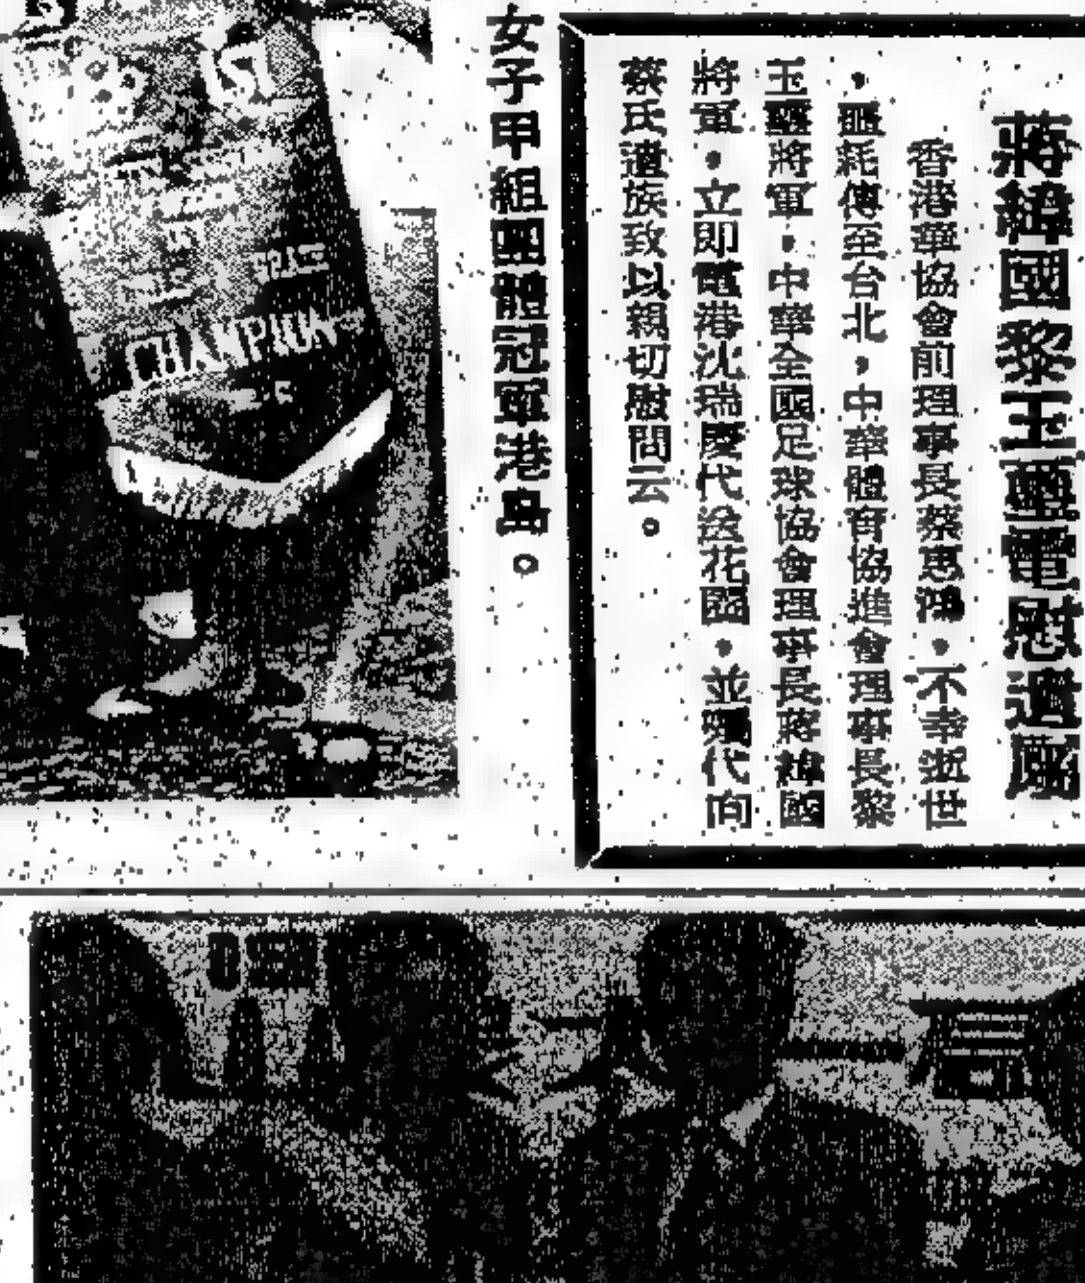 蔣緯國黎玉璽電慰遺族
香港華協會前理事長蔡惠鴻,不幸逝世
,噩耗傳至台北,中華體育協進會理事長黎
玉璽將軍,中華全國足球協會理事長蔣緯國
將軍,立即電港沈瑞慶代送花圈,並囑代向
蔡氏遺族致以親切慰問云。
女子甲組團體冠軍港島。
CHAMPION